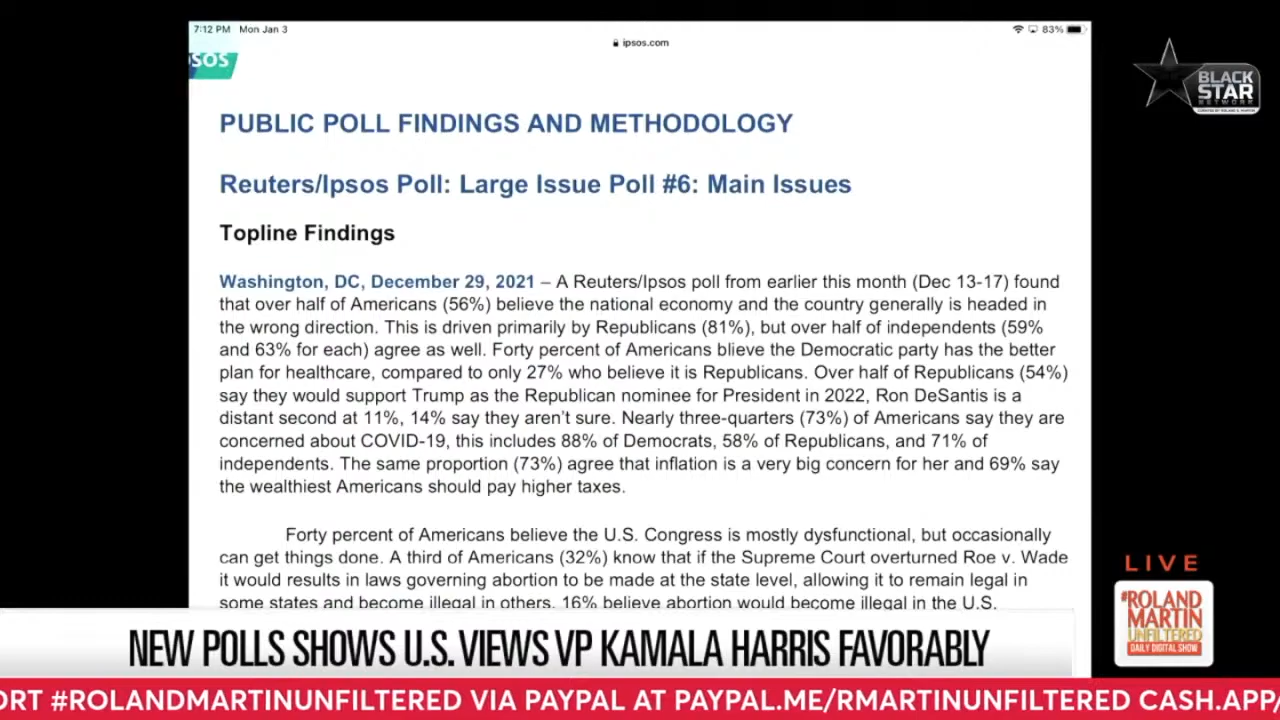 7:12 PM Mon Jan 3
ipsos.com
83%
SOS
BLACK
STAR
NETWORK
PUBLIC POLL FINDINGS AND METHODOLOGY
Reuters/Ipsos Poll: Large Issue Poll #6: Main Issues
Topline Findings
Washington, DC, December 29, 2021 – A Reuters/Ipsos poll from earlier this month (Dec 13-17) found
that over half of Americans (56%) believe the national economy and the country generally is headed in
the wrong direction. This is driven primarily by Republicans (81%), but over half of independents (59%
and 63% for each) agree as well. Forty percent of Americans blieve the Democratic party has the better
plan for healthcare, compared to only 27% who believe it is Republicans. Over half of Republicans (54%)
say they would support Trump as the Republican nominee for President in 2022, Ron DeSantis is a
distant second at 11%, 14% say they aren't sure. Nearly three-quarters (73%) of Americans say they are
concerned about COVID-19, this includes 88% of Democrats, 58% of Republicans, and 71% of
independents. The same proportion (73%) agree that inflation is a very big concern for her and 69% say
the wealthiest Americans should pay higher taxes.
Forty percent of Americans believe the U.S. Congress is mostly dysfunctional, but occasionally
can get things done. A third of Americans (32%) know that if the Supreme Court overturned Roe v. Wade
it would results in laws governing abortion to be made at the state level, allowing it to remain legal in
some states and become illegal in others. 16% believe abortion would become illegal in the U.S.
LIVE
#ROLAND
MARTIN
UNFILTERED
DAILY DIGITAL SHOW
NEW POLLS SHOWS U.S. VIEWS VP KAMALA HARRIS FAVORABLY
ORT #ROLANDMARTINUNFILTERED VIA PAYPAL AT PAYPAL.ME/RMARTINUNFILTERED CASH.APP/